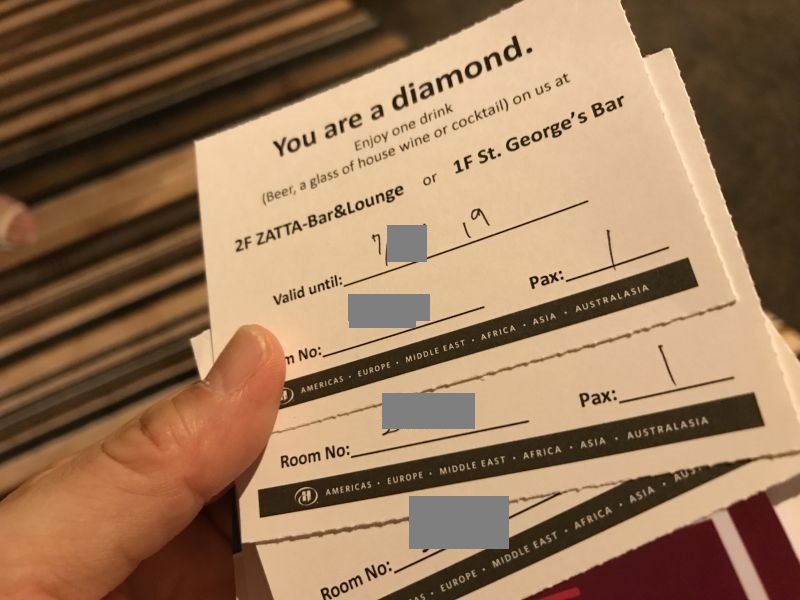 You are a diamond.
Enjoy one drink
(Beer, a glass of house wine or cocktail) on us at
2F ZATTA-Bar&Lounge or 1F St. George's Bar
Valid until: 7/ 19
m No: Pax: 1
AMERICAS • EUROPE • MIDDLE EAST • AFRICA • ASIA • AUSTRALASIA
Room No: Pax: 1
H AMERICAS • EUROPE • MIDDLE EAST • AFRICA • ASIA • AUSTRALASIA
Room No:
• EUROPE • MIDDLE EAST • AFRICA • ASIA •